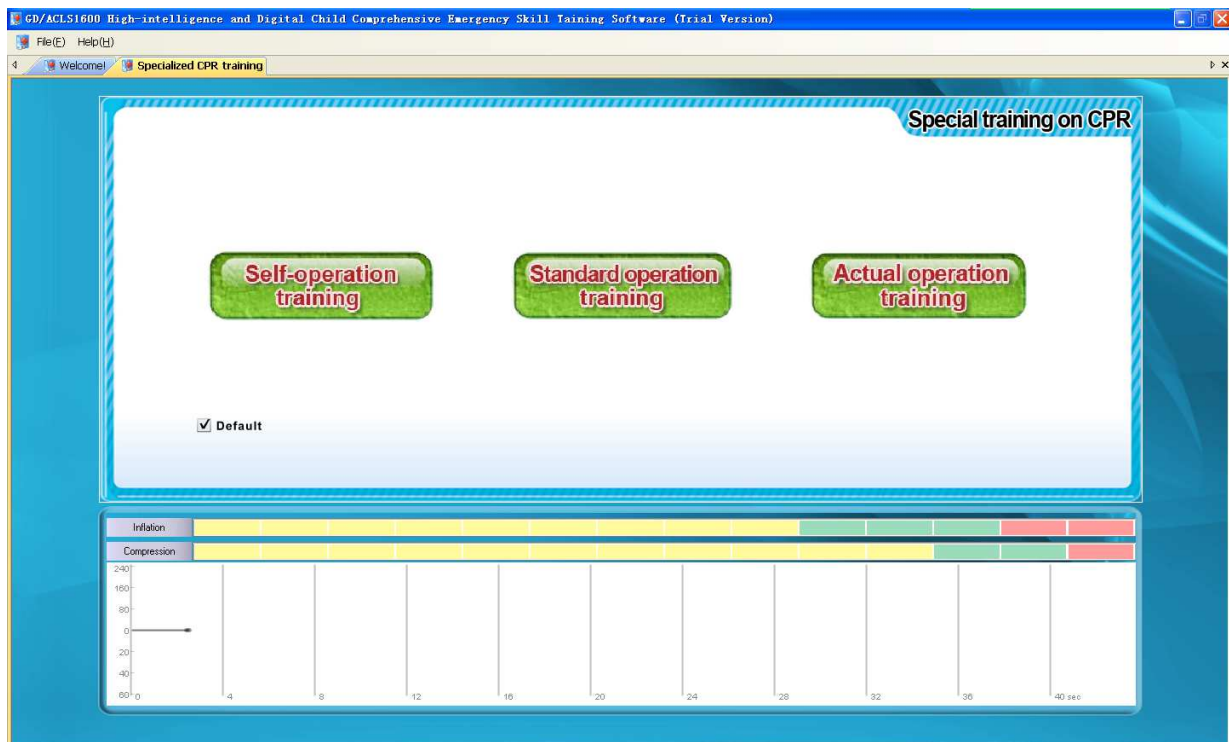 GD/ACLS1600 High-intelligence and Digital Child Comprehensive Emergency Skill Taining Software (Trial Version)
File(F) Help(H)
Welcome! Specialized CPR training
Special training on CPR
Self-operation
training
Standard operation
training
Actual operation
training
Default
Inflation
Compression
240
160
80
0
20
40
60
0 4 8 12 16 20 24 28 32 36 40 sec